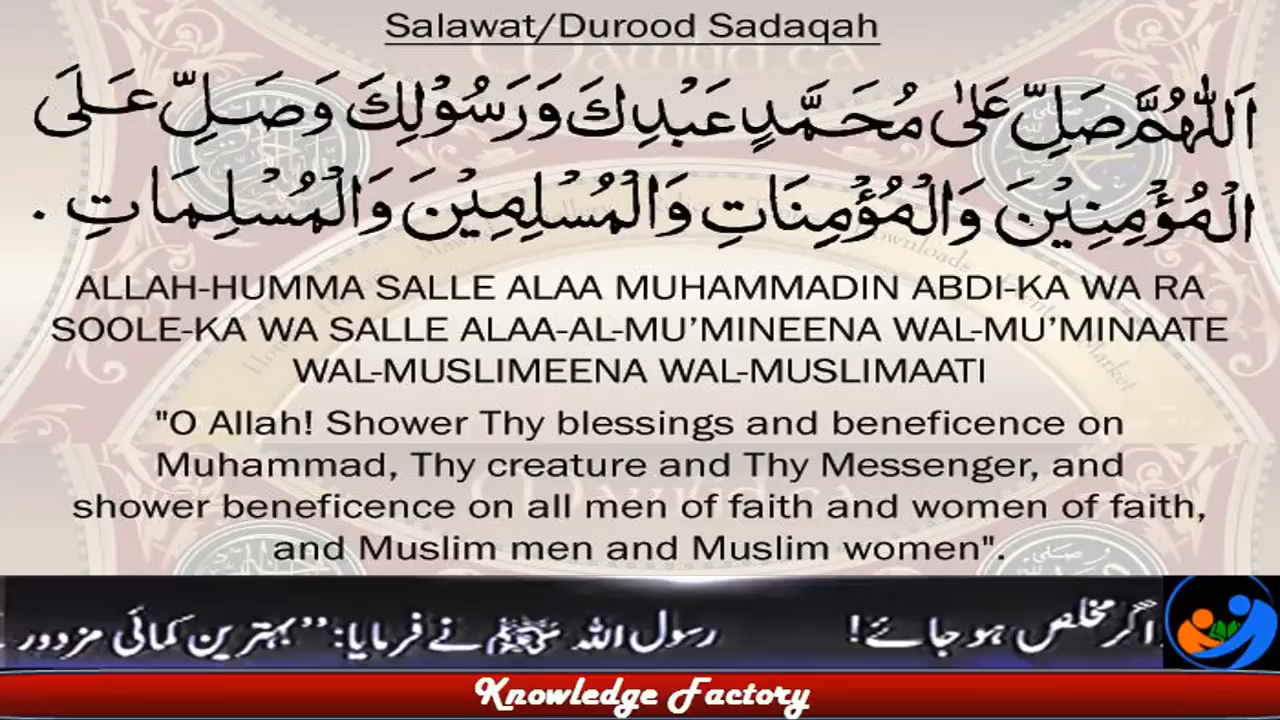 Salawat/Durood Sadaqah
اَللّٰهُمَّ صَلِّ عَلٰى مُحَمَّدٍ عَبْدِكَ وَرَسُوْلِكَ وَصَلِّ عَلَى
الْمُؤْمِنِيْنَ وَالْمُؤْمِنَاتِ وَالْمُسْلِمِيْنَ وَالْمُسْلِمَاتِ .
ALLAH-HUMMA SALLE ALAA MUHAMMADIN ABDI-KA WA RA
SOOLE-KA WA SALLE ALAA-AL-MU’MINEENA WAL-MU’MINAATE
WAL-MUSLIMEENA WAL-MUSLIMAATI
"O Allah! Shower Thy blessings and beneficence on
Muhammad, Thy creature and Thy Messenger, and
shower beneficence on all men of faith and women of faith,
and Muslim men and Muslim women".
اگر مخلص ہو جائے! رسول اللہ ﷺ نے فرمایا: ’’بہترین کمائی مزدور
Knowledge Factory